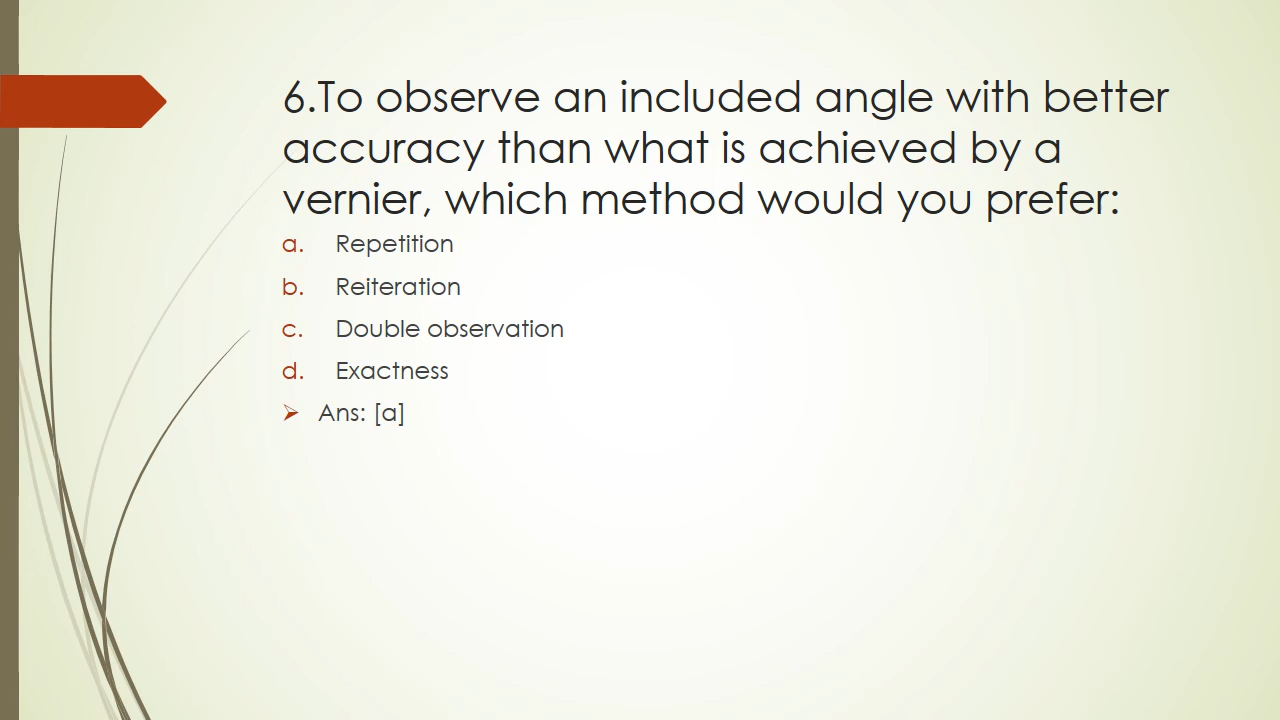 6.To observe an included angle with better
accuracy than what is achieved by a
vernier, which method would you prefer:
a. Repetition
b. Reiteration
c. Double observation
d. Exactness
➢ Ans: [a]